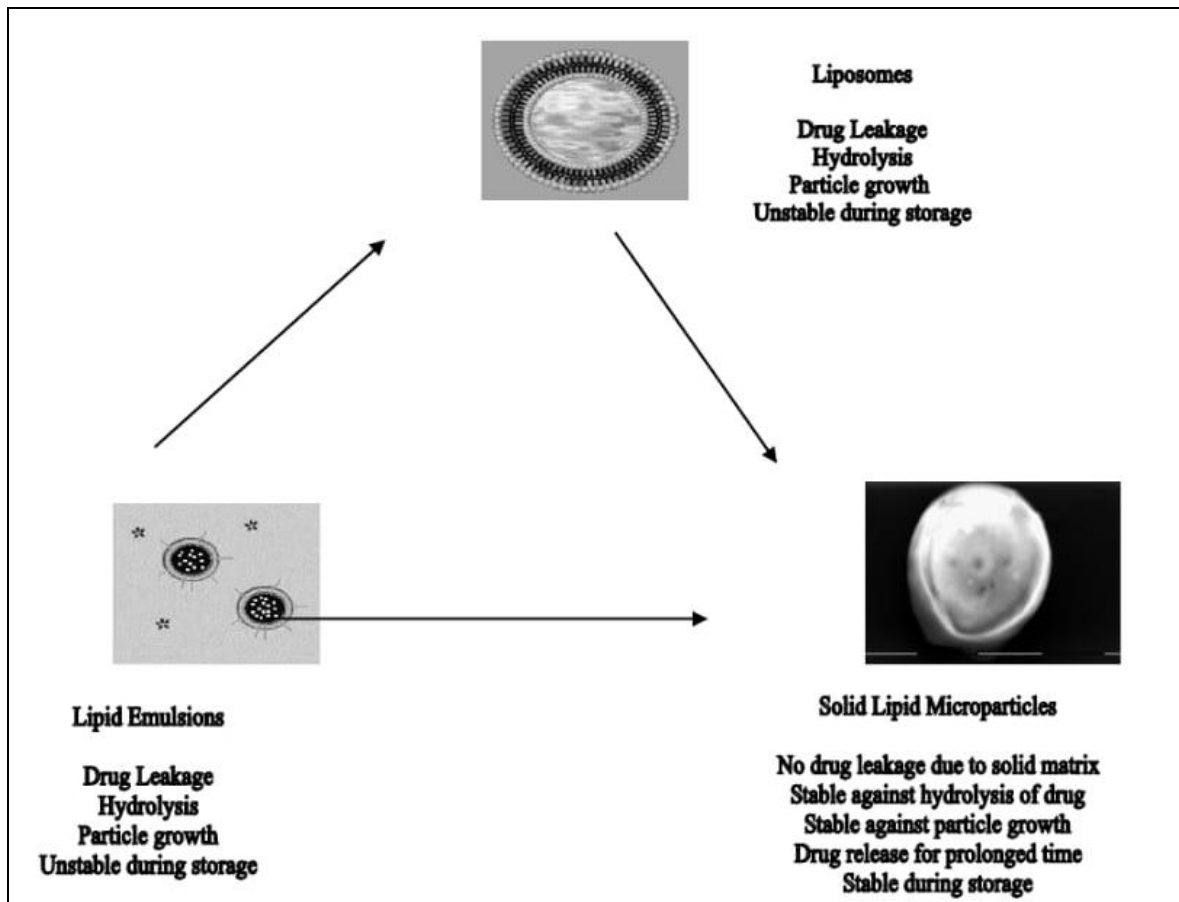 Liposomes
Drug Leakage
Hydrolysis
Particle growth
Unstable during storage
Lipid Emulsions
Drug Leakage
Hydrolysis
Particle growth
Unstable during storage
Solid Lipid Microparticles
No drug leakage due to solid matrix
Stable against hydrolysis of drug
Stable against particle growth
Drug release for prolonged time
Stable during storage